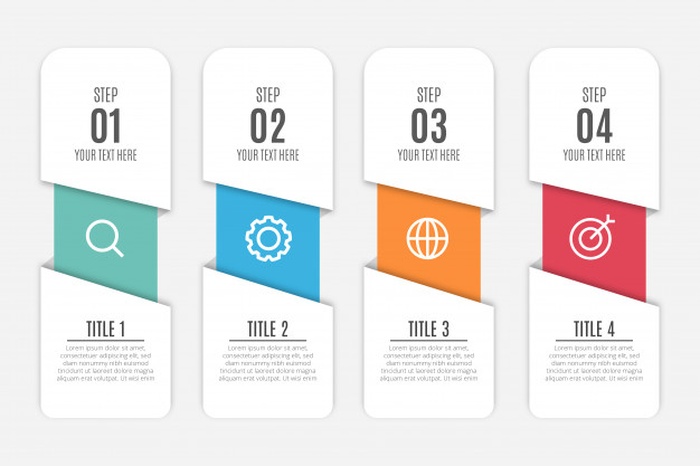 STEP
01
YOUR TEXT HERE
TITLE 1
Lorem ipsum dolor sit amet,
consectetuer adipiscing elit, sed
diam nonummy nibh euismod
tincidunt ut laoreet dolore magna
aliquam erat volutpat. Ut wisi enim
STEP
02
YOUR TEXT HERE
TITLE 2
Lorem ipsum dolor sit amet,
consectetuer adipiscing elit, sed
diam nonummy nibh euismod
tincidunt ut laoreet dolore magna
aliquam erat volutpat. Ut wisi enim
STEP
03
YOUR TEXT HERE
TITLE 3
Lorem ipsum dolor sit amet,
consectetuer adipiscing elit, sed
diam nonummy nibh euismod
tincidunt ut laoreet dolore magna
aliquam erat volutpat. Ut wisi enim
STEP
04
YOUR TEXT HERE
TITLE 4
Lorem ipsum dolor sit amet,
consectetuer adipiscing elit, sed
diam nonummy nibh euismod
tincidunt ut laoreet dolore magna
aliquam erat volutpat. Ut wisi enim